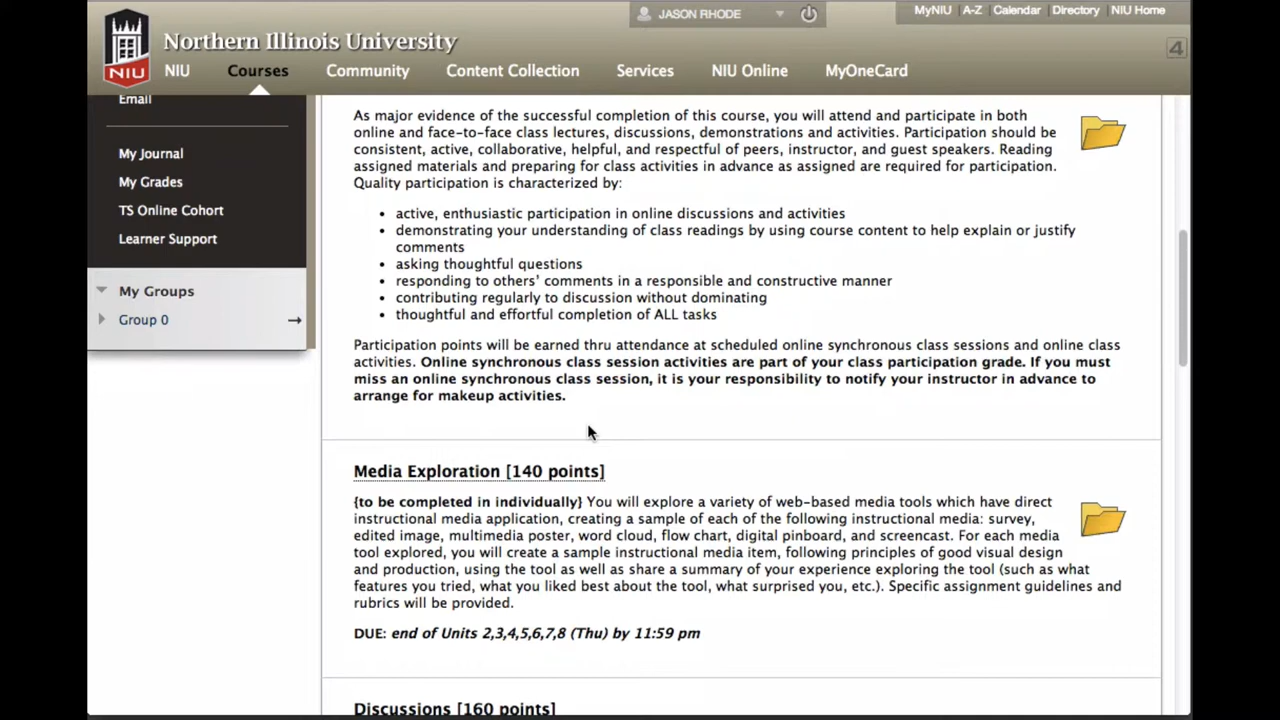 JASON RHODE
MyNIU A-Z Calendar Directory NIU Home
Northern Illinois University
4
NIU
NIU Courses Community Content Collection Services NIU Online MyOneCard
Email
My Journal
My Grades
TS Online Cohort
Learner Support
My Groups
Group 0
As major evidence of the successful completion of this course, you will attend and participate in both
online and face-to-face class lectures, discussions, demonstrations and activities. Participation should be
consistent, active, collaborative, helpful, and respectful of peers, instructor, and guest speakers. Reading
assigned materials and preparing for class activities in advance as assigned are required for participation.
Quality participation is characterized by:
• active, enthusiastic participation in online discussions and activities
• demonstrating your understanding of class readings by using course content to help explain or justify
comments
• asking thoughtful questions
• responding to others' comments in a responsible and constructive manner
• contributing regularly to discussion without dominating
• thoughtful and effortful completion of ALL tasks
Participation points will be earned thru attendance at scheduled online synchronous class sessions and online class
activities. Online synchronous class session activities are part of your class participation grade. If you must
miss an online synchronous class session, it is your responsibility to notify your instructor in advance to
arrange for makeup activities.
Media Exploration [140 points]
{to be completed in individually} You will explore a variety of web-based media tools which have direct
instructional media application, creating a sample of each of the following instructional media: survey,
edited image, multimedia poster, word cloud, flow chart, digital pinboard, and screencast. For each media
tool explored, you will create a sample instructional media item, following principles of good visual design
and production, using the tool as well as share a summary of your experience exploring the tool (such as what
features you tried, what you liked best about the tool, what surprised you, etc.). Specific assignment guidelines and
rubrics will be provided.
DUE: end of Units 2,3,4,5,6,7,8 (Thu) by 11:59 pm
Discussions [160 points]